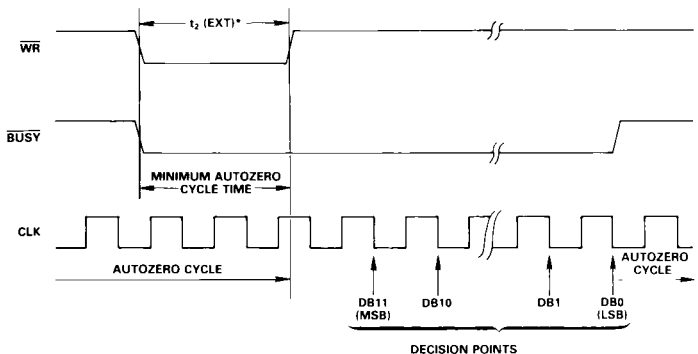 t₂ (EXT)*
WR
BUSY
MINIMUM AUTOZERO
CYCLE TIME
CLK
AUTOZERO CYCLE
AUTOZERO
CYCLE
DB11
(MSB)
DB10
DB1
DB0
(LSB)
DECISION POINTS